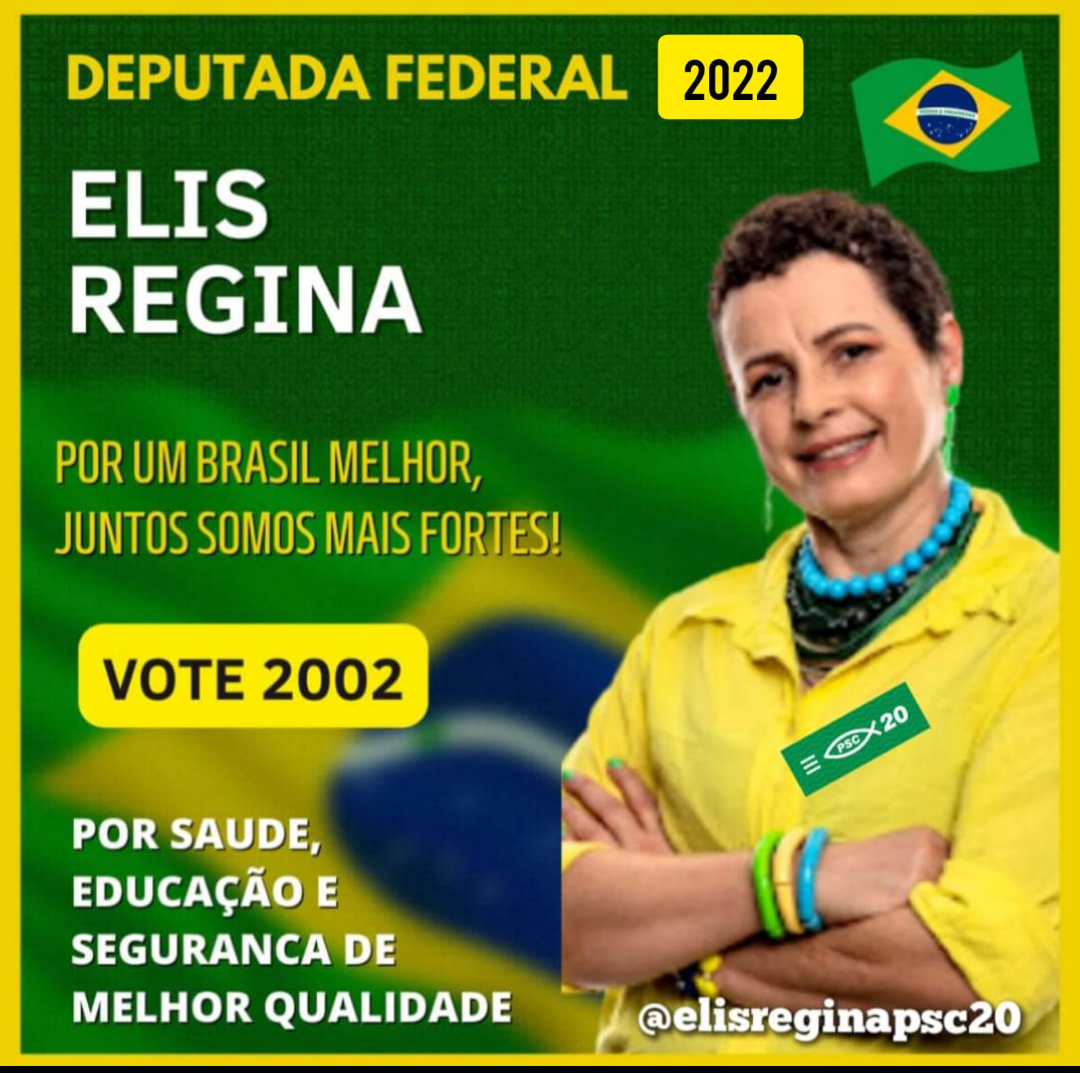 DEPUTADA FEDERAL 2022
ELIS
REGINA
POR UM BRASIL MELHOR,
JUNTOS SOMOS MAIS FORTES!
VOTE 2002
PSC 20
POR SAUDE,
EDUCAÇÃO E
SEGURANCA DE
MELHOR QUALIDADE
@elisreginapsc20